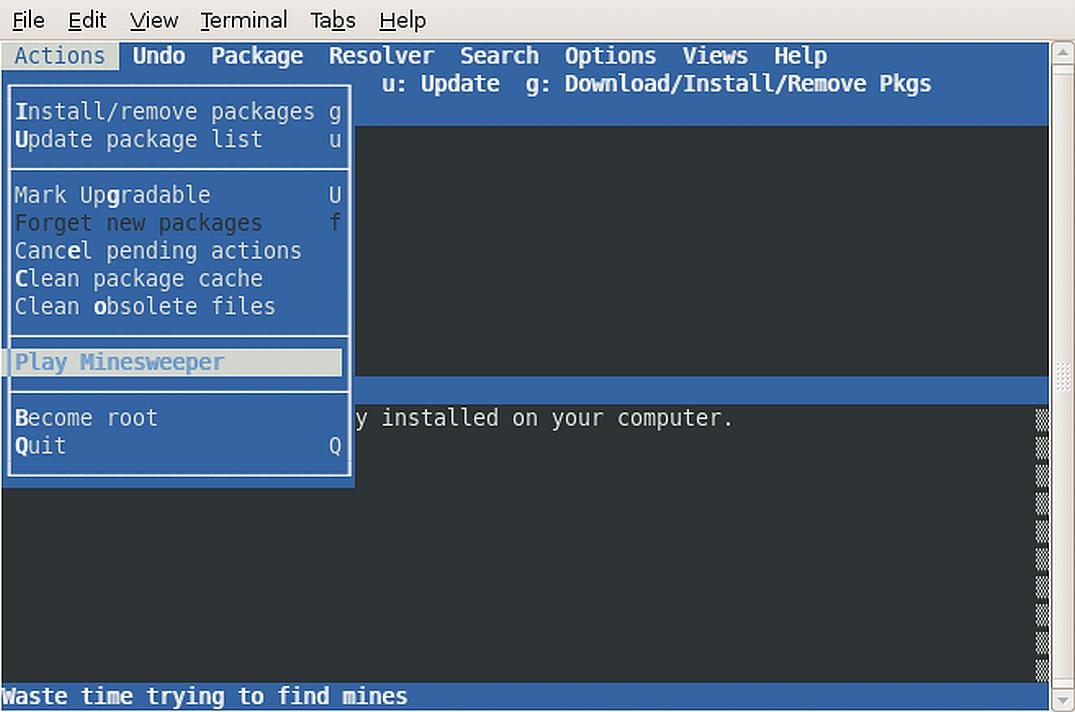 File Edit View Terminal Tabs Help
Actions Undo Package Resolver Search Options Views Help
u: Update g: Download/Install/Remove Pkgs
Install/remove packages g
Update package list u
Mark Upgradable U
Forget new packages f
Cancel pending actions
Clean package cache
Clean obsolete files
Play Minesweeper
Become root
y installed on your computer.
Quit Q
Waste time trying to find mines